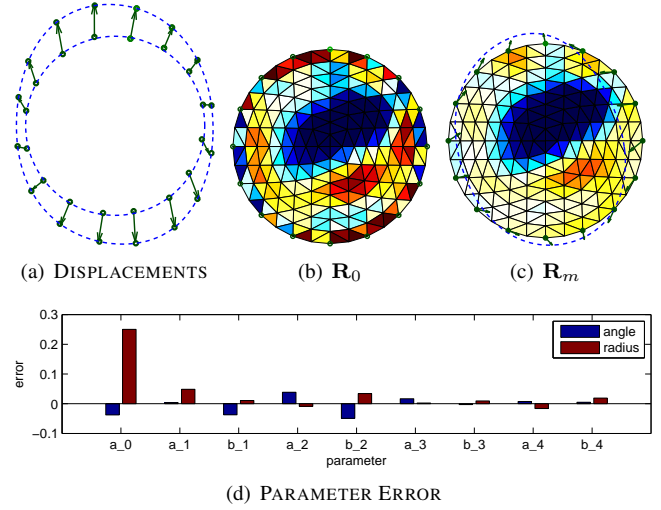 (a) DISPLACEMENTS
(b) R₀
(c) Rₘ
0.3
0.2
0.1
0
−0.1
error
angle
radius
a_0 a_1 b_1 a_2 b_2 a_3 b_3 a_4 b_4
parameter
(d) PARAMETER ERROR